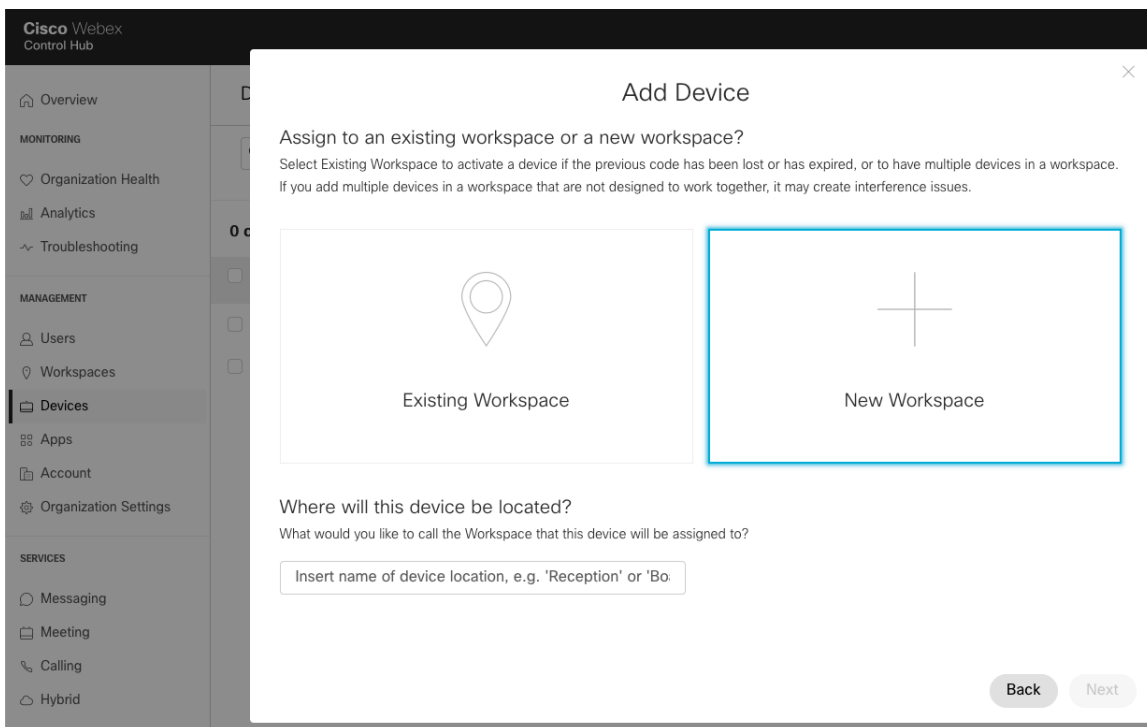 Cisco Webex
Control Hub
Overview
MONITORING
Organization Health
Analytics
Troubleshooting
MANAGEMENT
Users
Workspaces
Devices
Apps
Account
Organization Settings
SERVICES
Messaging
Meeting
Calling
Hybrid
D
0 d
Add Device
Assign to an existing workspace or a new workspace?
Select Existing Workspace to activate a device if the previous code has been lost or has expired, or to have multiple devices in a workspace.
If you add multiple devices in a workspace that are not designed to work together, it may create interference issues.
Existing Workspace
New Workspace
Where will this device be located?
What would you like to call the Workspace that this device will be assigned to?
Insert name of device location, e.g. 'Reception' or 'Bo
Back
Next